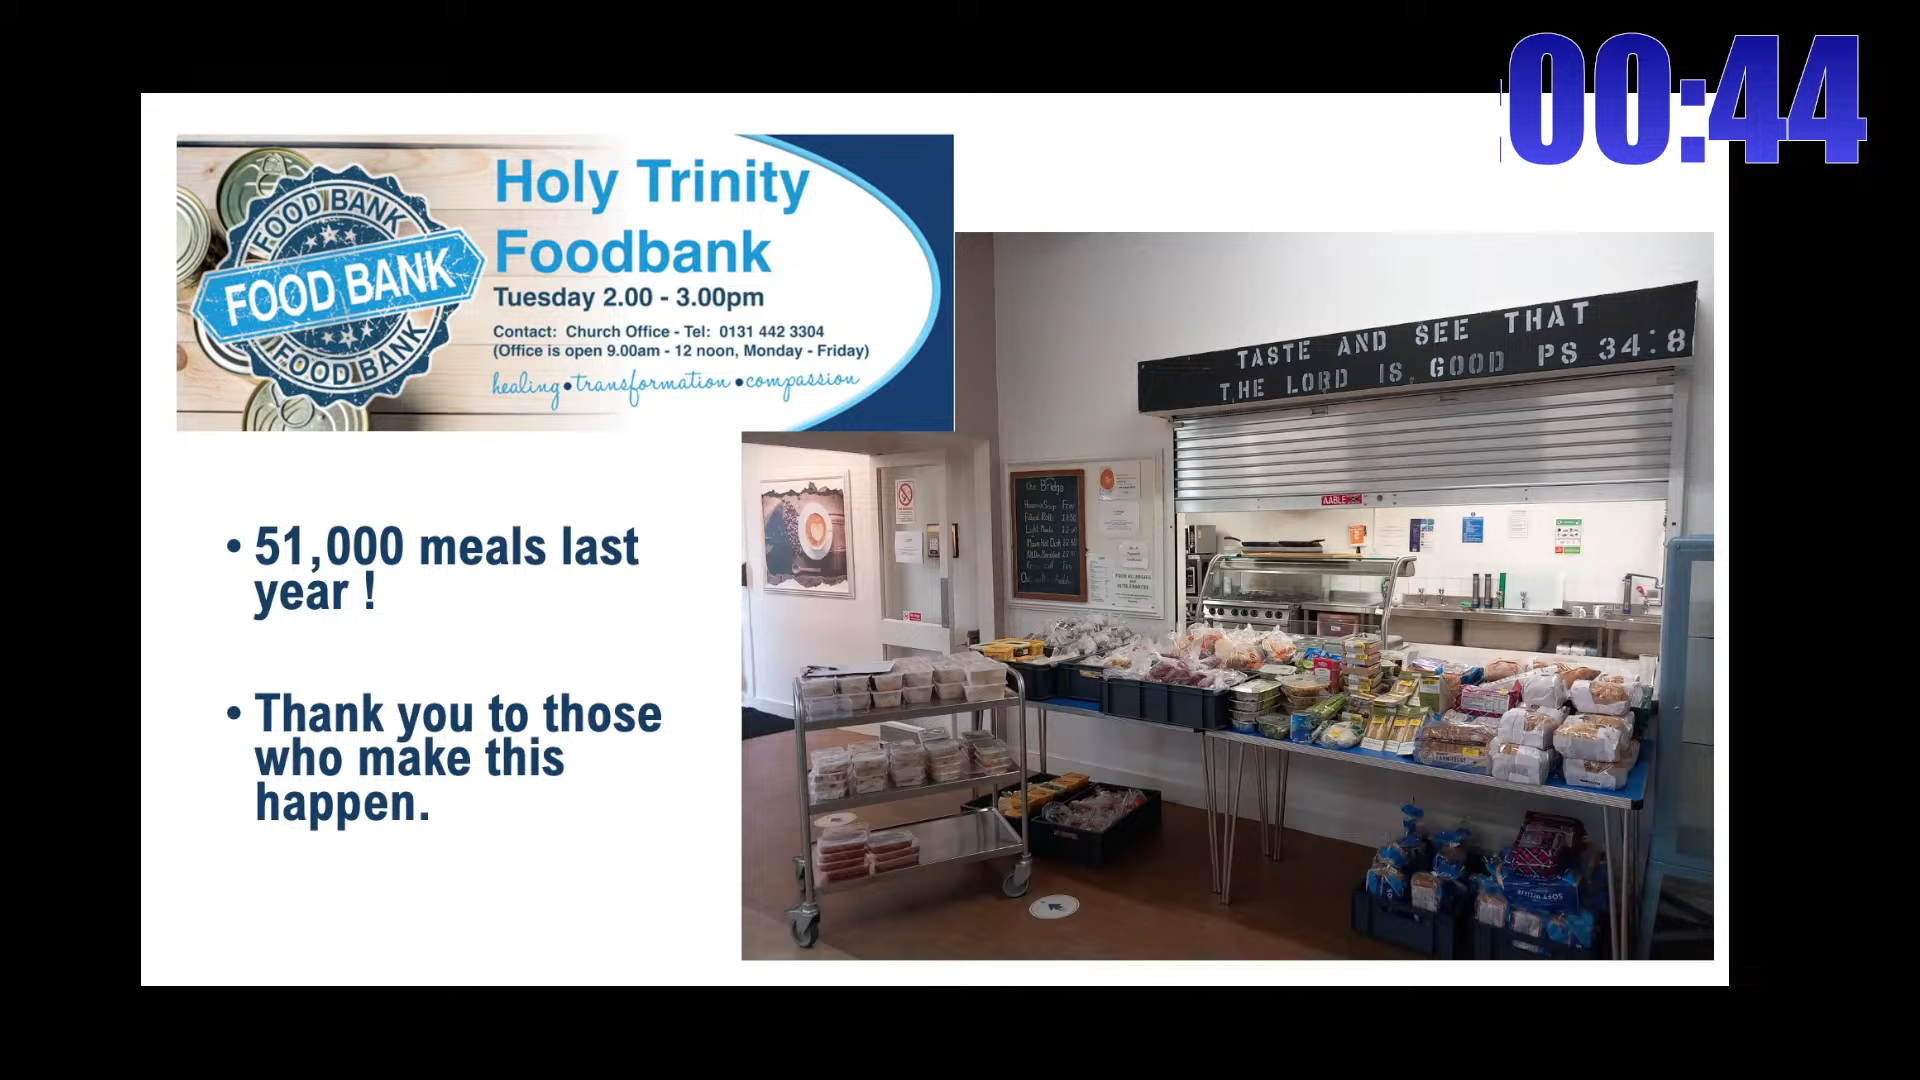 00:44
FOOD BANK
FOOD BANK
FOOD BANK
Holy Trinity
Foodbank
Tuesday 2.00 - 3.00pm
Contact: Church Office - Tel: 0131 442 3304
(Office is open 9.00am - 12 noon, Monday - Friday)
healing•transformation •compassion
TASTE AND SEE THAT
THE LORD IS GOOD PS 34:8
the Bridge
• 51,000 meals last
year !
• Thank you to those
who make this
happen.